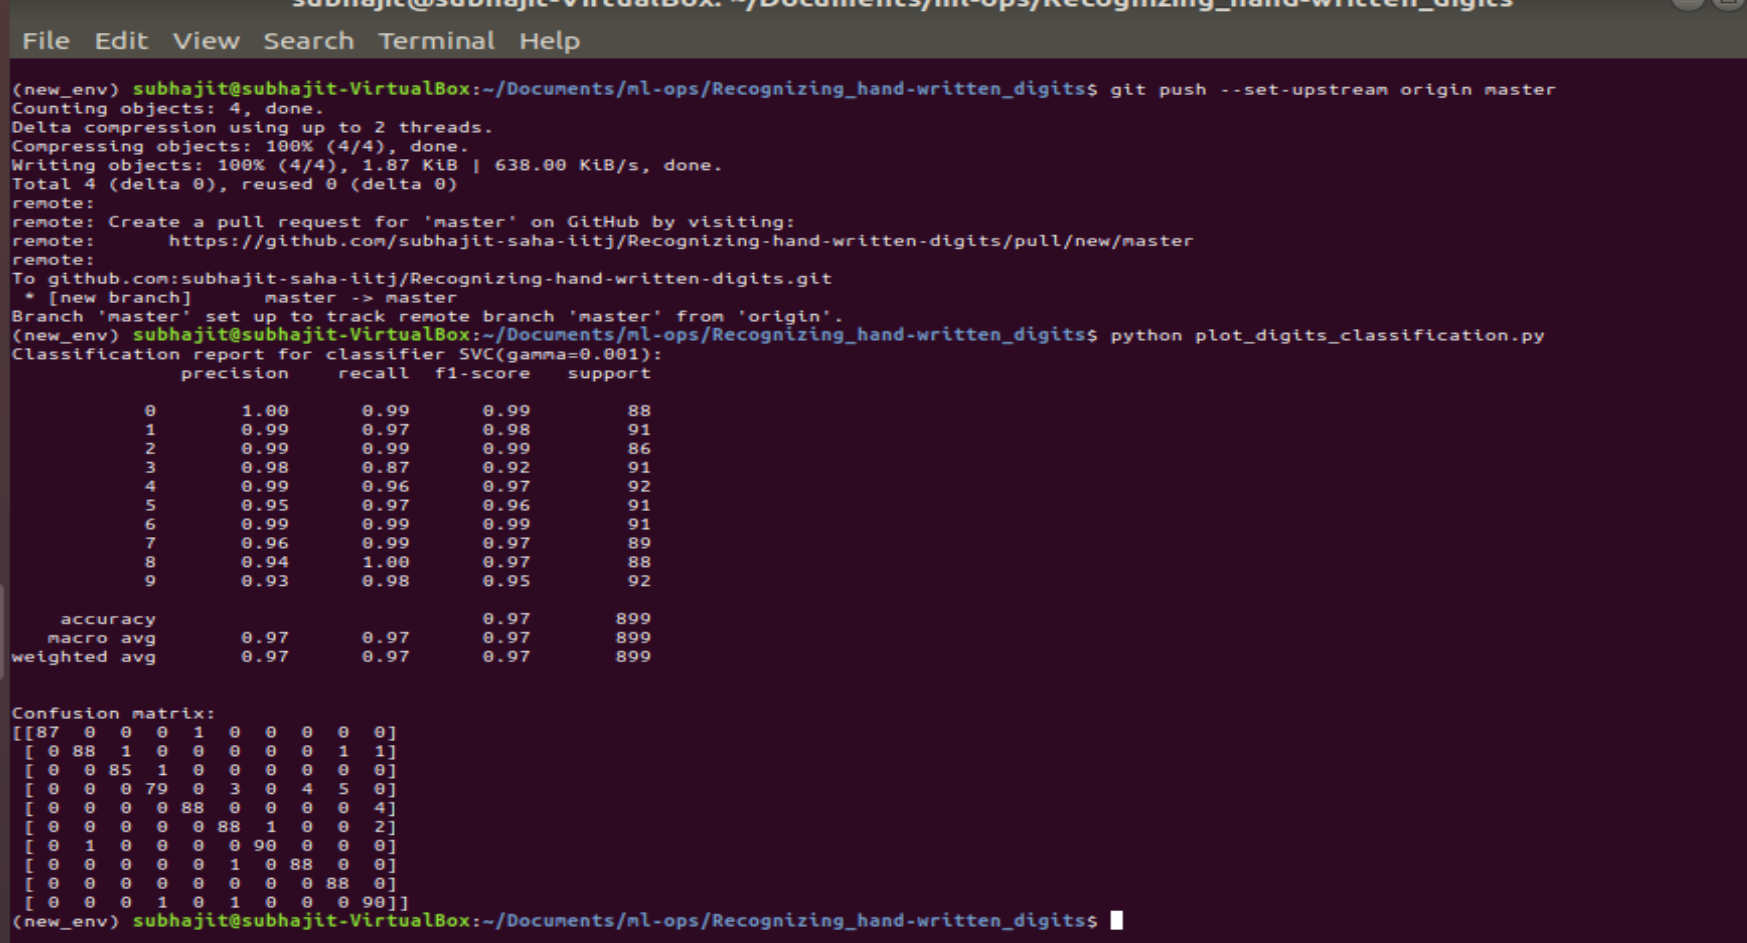 subhajit@subhajit-VirtualBox: ~/Documents/ml-ops/Recognizing_hand-written_digits
File Edit View Search Terminal Help
(new_env) subhajit@subhajit-VirtualBox:~/Documents/ml-ops/Recognizing_hand-written_digits$ git push --set-upstream origin master
Counting objects: 4, done.
Delta compression using up to 2 threads.
Compressing objects: 100% (4/4), done.
Writing objects: 100% (4/4), 1.87 KiB | 638.00 KiB/s, done.
Total 4 (delta 0), reused 0 (delta 0)
remote:
remote: Create a pull request for 'master' on GitHub by visiting:
remote:      https://github.com/subhajit-saha-iitj/Recognizing-hand-written-digits/pull/new/master
remote:
To github.com:subhajit-saha-iitj/Recognizing-hand-written-digits.git
 * [new branch]      master -> master
Branch 'master' set up to track remote branch 'master' from 'origin'.
(new_env) subhajit@subhajit-VirtualBox:~/Documents/ml-ops/Recognizing_hand-written_digits$ python plot_digits_classification.py
Classification report for classifier SVC(gamma=0.001):
              precision    recall  f1-score   support
           0       1.00      0.99      0.99        88
           1       0.99      0.97      0.98        91
           2       0.99      0.99      0.99        86
           3       0.98      0.87      0.92        91
           4       0.99      0.96      0.97        92
           5       0.95      0.97      0.96        91
           6       0.99      0.99      0.99        91
           7       0.96      0.99      0.97        89
           8       0.94      1.00      0.97        88
           9       0.93      0.98      0.95        92
    accuracy                           0.97       899
   macro avg       0.97      0.97      0.97       899
weighted avg       0.97      0.97      0.97       899
Confusion matrix:
[[87  0  0  0  1  0  0  0  0  0]
 [ 0 88  1  0  0  0  0  0  1  1]
 [ 0  0 85  1  0  0  0  0  0  0]
 [ 0  0  0 79  0  3  0  4  5  0]
 [ 0  0  0  0 88  0  0  0  0  4]
 [ 0  0  0  0  0 88  1  0  0  2]
 [ 0  1  0  0  0  0 90  0  0  0]
 [ 0  0  0  0  0  1  0 88  0  0]
 [ 0  0  0  0  0  0  0  0 88  0]
 [ 0  0  0  1  0  1  0  0  0 90]]
(new_env) subhajit@subhajit-VirtualBox:~/Documents/ml-ops/Recognizing_hand-written_digits$